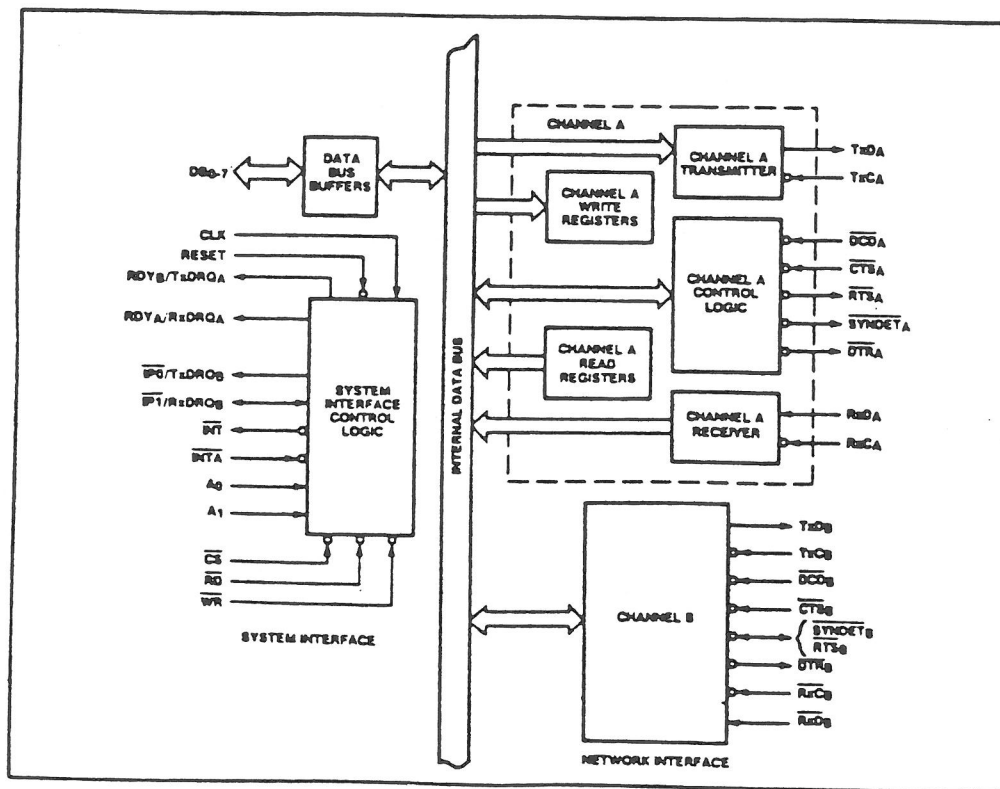 DB0-7
DATA
BUS
BUFFERS
CLK
RESET
RDYB/TxDRQA
RDYA/RxDRQA
IP0/TxDRQB
IP1/RxDRQB
INT
INTA
A0
A1
CS
RD
WR
SYSTEM
INTERFACE
CONTROL
LOGIC
SYSTEM INTERFACE
INTERNAL DATA BUS
CHANNEL A
CHANNEL A
TRANSMITTER
TxDA
TxCA
CHANNEL A
WRITE
REGISTERS
CHANNEL A
CONTROL
LOGIC
DCDA
CTSA
RTSA
SYNDETA
DTRA
CHANNEL A
READ
REGISTERS
CHANNEL A
RECEIVER
RxDA
RxCA
CHANNEL B
TxDB
TxCB
DCDB
CTSB
SYNDETB
RTSB
DTRB
RxCB
RxDB
NETWORK INTERFACE